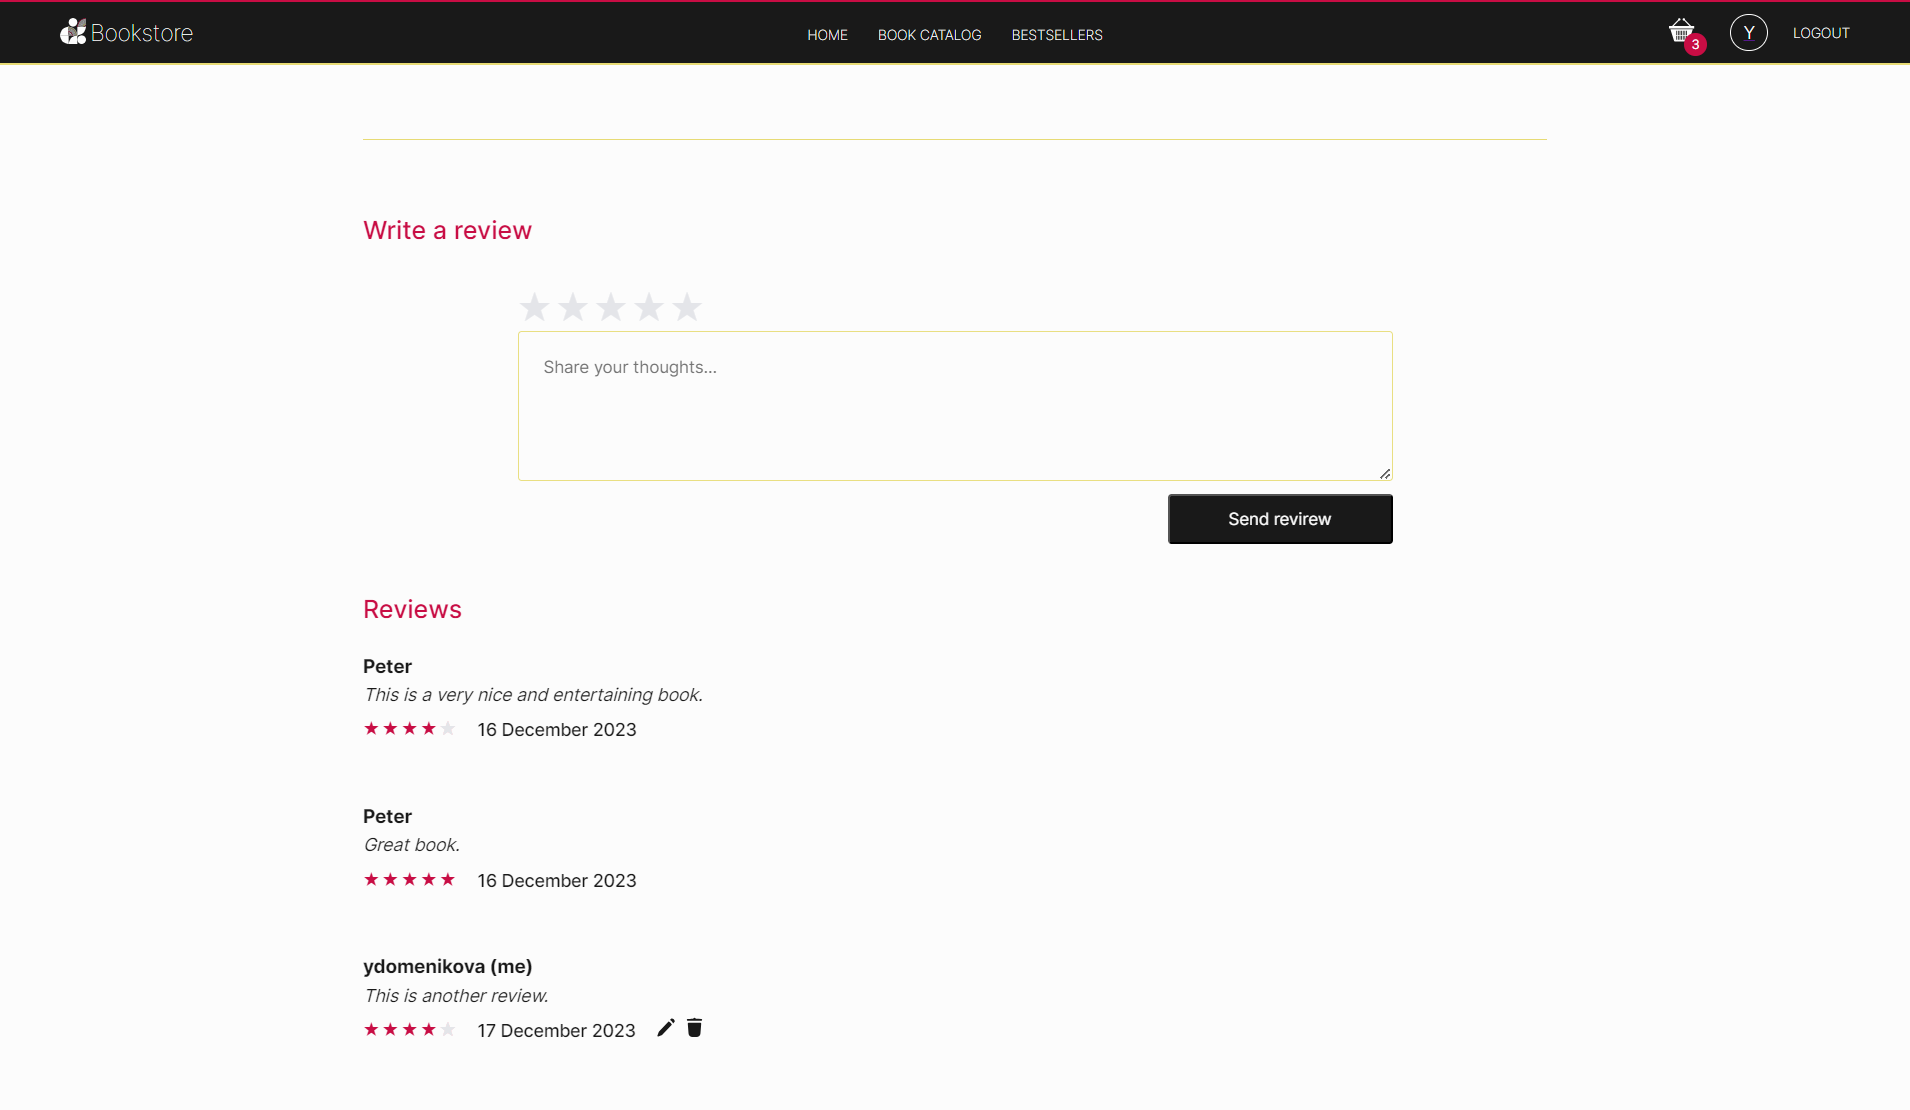 Bookstore
HOME BOOK CATALOG BESTSELLERS
3 Y LOGOUT
Write a review
Share your thoughts...
Send revirew
Reviews
Peter
This is a very nice and entertaining book.
16 December 2023
Peter
Great book.
16 December 2023
ydomenikova (me)
This is another review.
17 December 2023